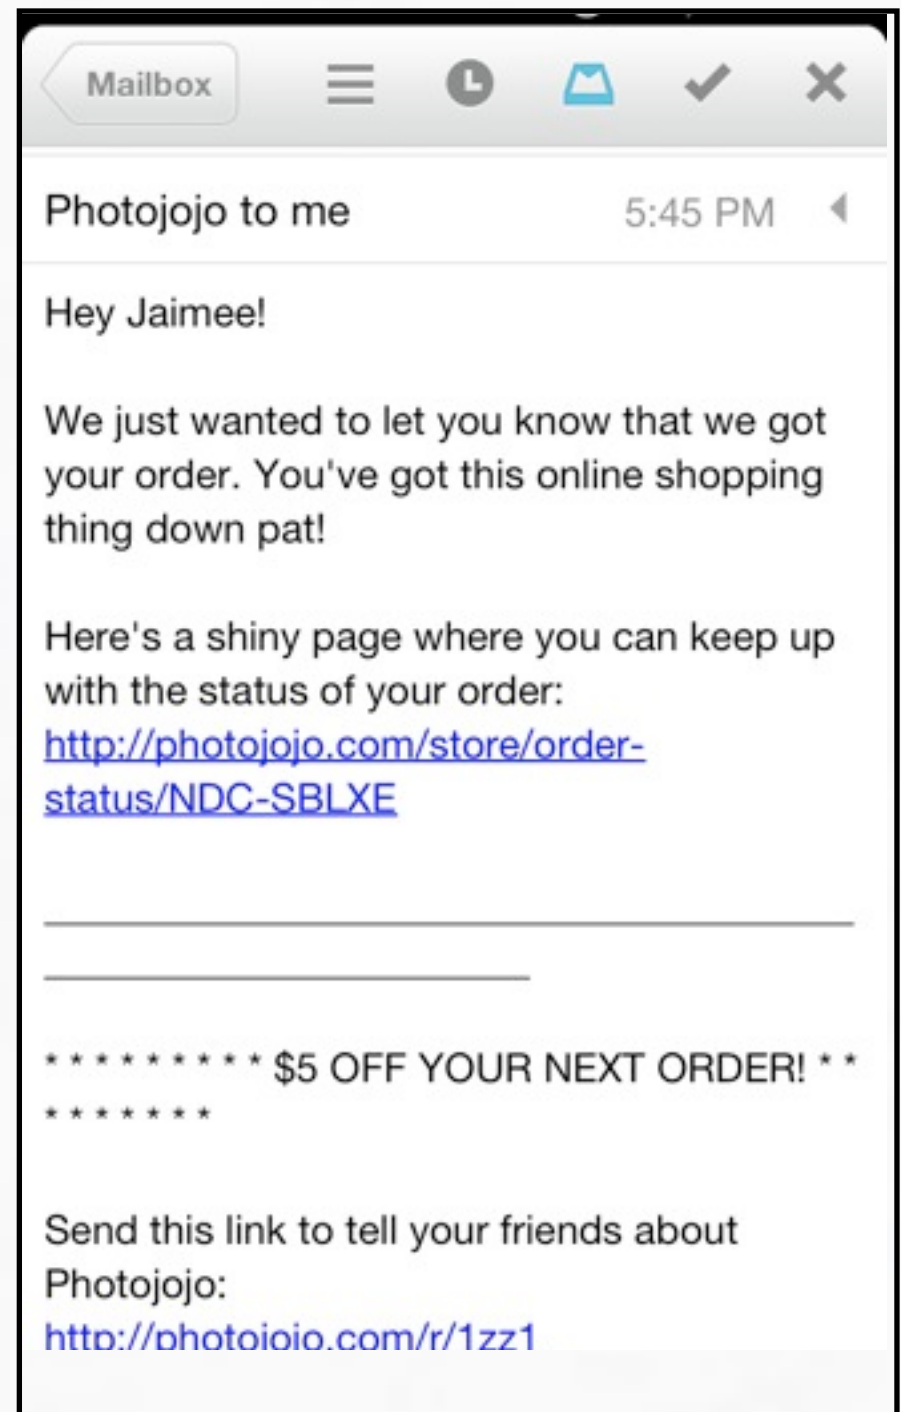 Mailbox
Photojojo to me 5:45 PM
Hey Jaimee!
We just wanted to let you know that we got
your order. You've got this online shopping
thing down pat!
Here's a shiny page where you can keep up
with the status of your order:
http://photojojo.com/store/order-
status/NDC-SBLXE
* * * * * * * * * $5 OFF YOUR NEXT ORDER! * *
* * * * * * *
Send this link to tell your friends about
Photojojo:
http://photojojo.com/r/1zz1